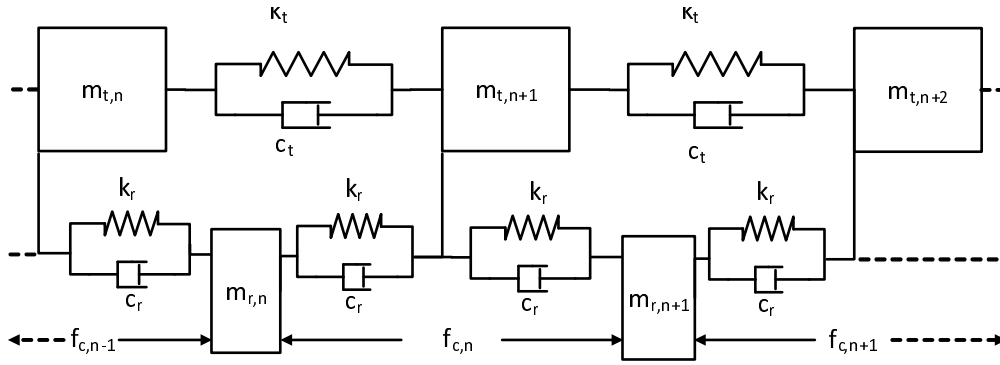 κt κt
mt,n mt,n+1 mt,n+2
ct ct
kr kr kr kr
cr cr cr cr
mr,n mr,n+1
fc,n-1 fc,n fc,n+1